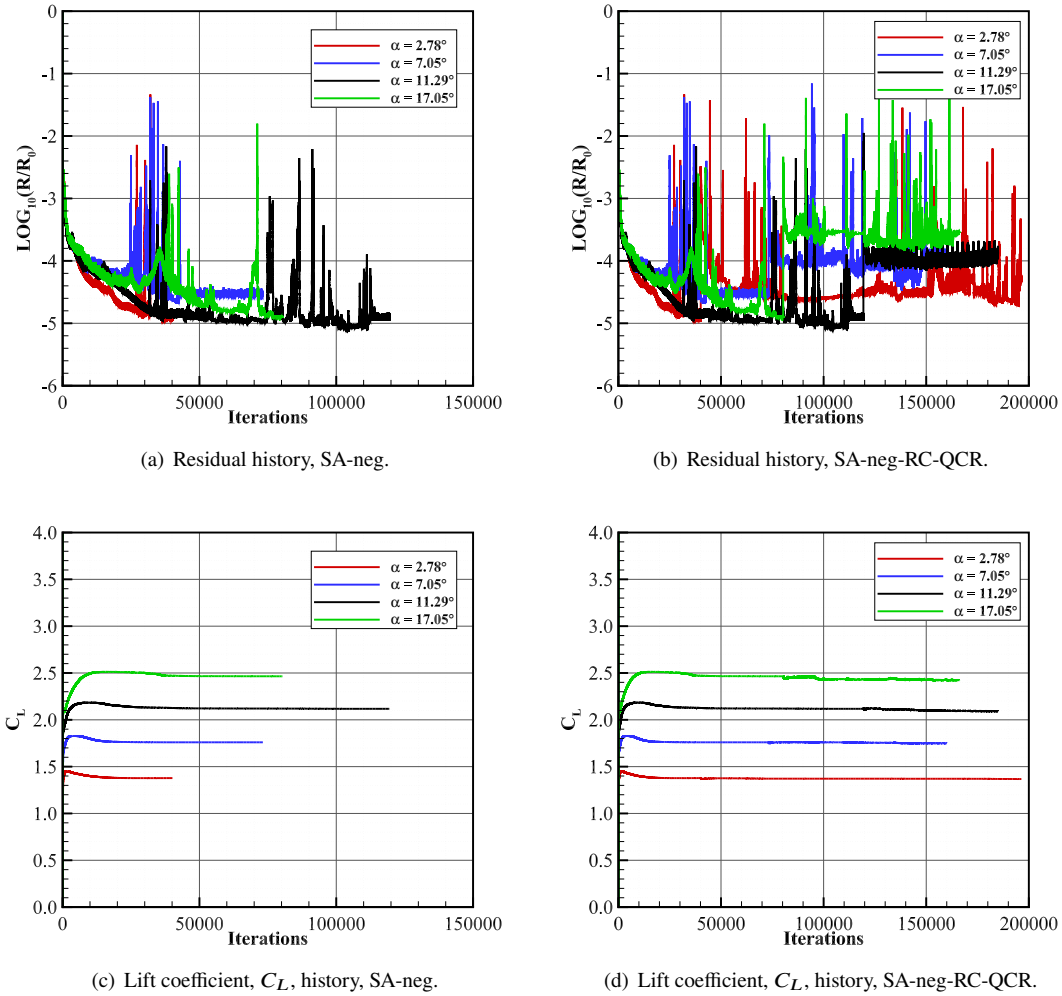 0
-1
-2
-3
-4
-5
-6
LOG10(R/R0)
α = 2.78°
α = 7.05°
α = 11.29°
α = 17.05°
0 50000 100000 150000
Iterations
(a) Residual history, SA-neg.
0
-1
-2
-3
-4
-5
-6
LOG10(R/R0)
α = 2.78°
α = 7.05°
α = 11.29°
α = 17.05°
0 50000 100000 150000 200000
Iterations
(b) Residual history, SA-neg-RC-QCR.
4.0
3.5
3.0
2.5
2.0
1.5
1.0
0.5
0.0
C_L
α = 2.78°
α = 7.05°
α = 11.29°
α = 17.05°
0 50000 100000 150000
Iterations
(c) Lift coefficient, C_L, history, SA-neg.
4.0
3.5
3.0
2.5
2.0
1.5
1.0
0.5
0.0
C_L
α = 2.78°
α = 7.05°
α = 11.29°
α = 17.05°
0 50000 100000 150000 200000
Iterations
(d) Lift coefficient, C_L, history, SA-neg-RC-QCR.